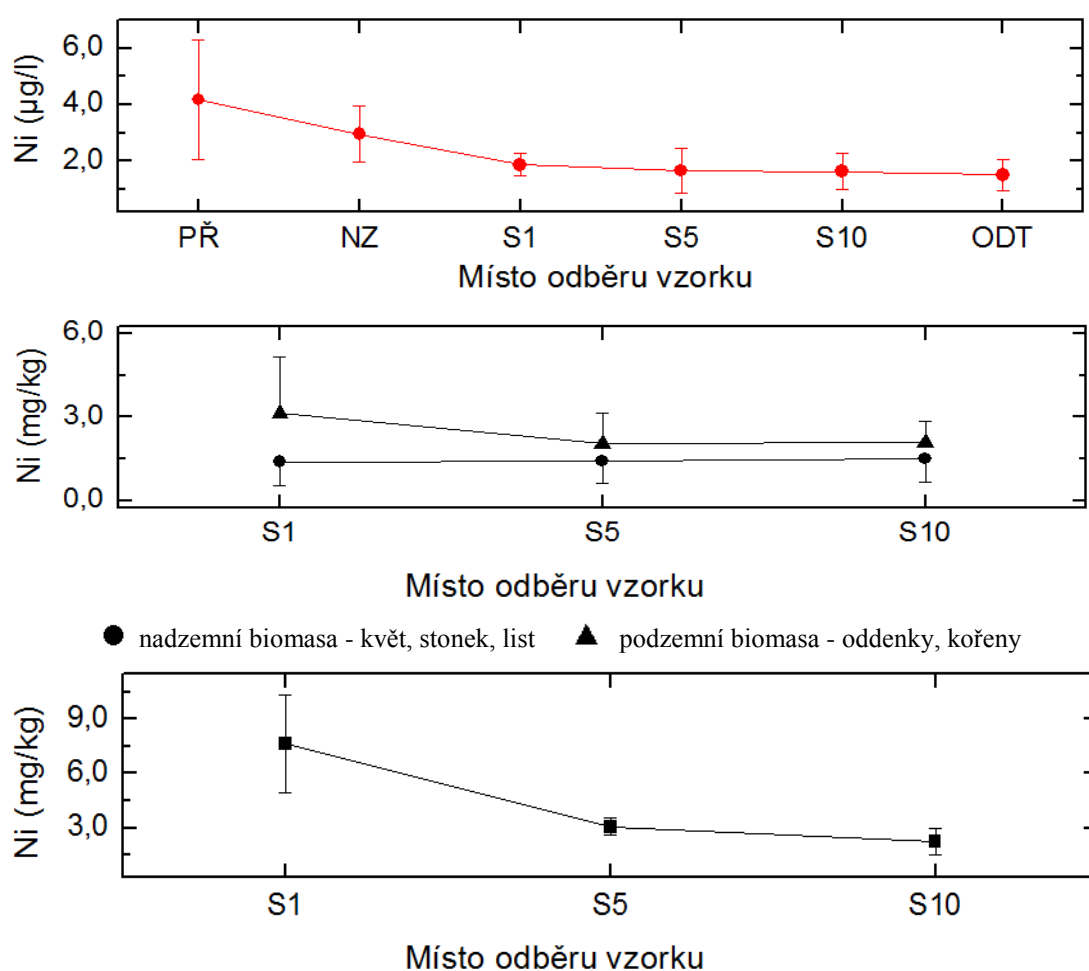 6,0
4,0
2,0
Ni (µg/l)
PŘ NZ S1 S5 S10 ODT
Místo odběru vzorku
6,0
3,0
0,0
Ni (mg/kg)
S1 S5 S10
Místo odběru vzorku
nadzemní biomasa - květ, stonek, list podzemní biomasa - oddenky, kořeny
9,0
6,0
3,0
Ni (mg/kg)
S1 S5 S10
Místo odběru vzorku